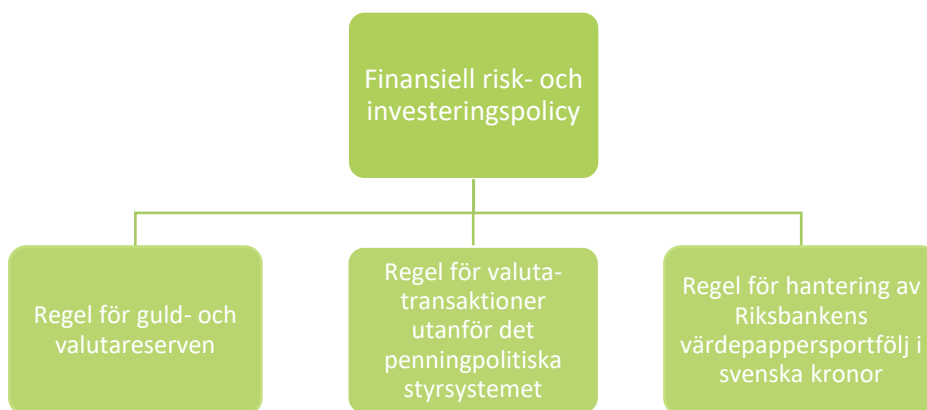 Finansiell risk- och
investeringspolicy
Regel för guld- och
valutareserven
Regel för valuta-
transaktioner
utanför det
penningpolitiska
styrsystemet
Regel för hantering av
Riksbankens
värdepappersportfölj i
svenska kronor